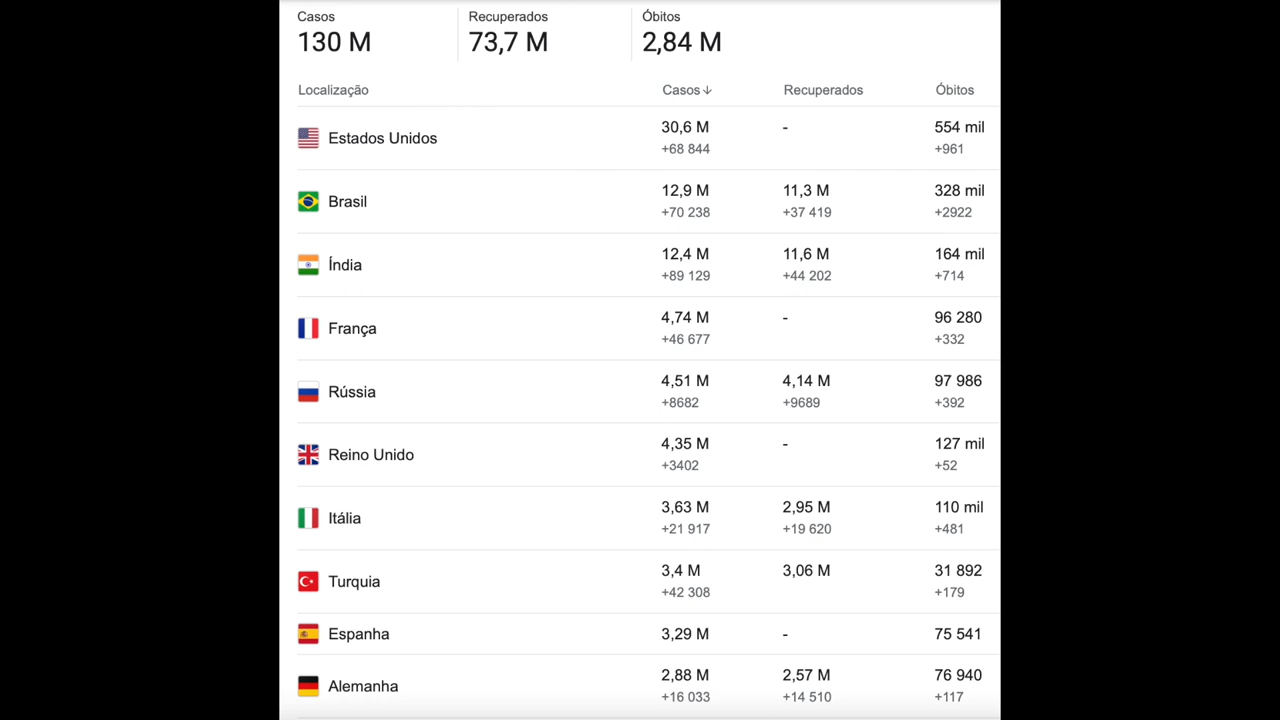 Casos Recuperados Óbitos
130 M 73,7 M 2,84 M
Localização Casos↓ Recuperados Óbitos
Estados Unidos 30,6 M - 554 mil
+68 844 +961
Brasil 12,9 M 11,3 M 328 mil
+70 238 +37 419 +2922
Índia 12,4 M 11,6 M 164 mil
+89 129 +44 202 +714
França 4,74 M - 96 280
+46 677 +332
Rússia 4,51 M 4,14 M 97 986
+8682 +9689 +392
Reino Unido 4,35 M - 127 mil
+3402 +52
Itália 3,63 M 2,95 M 110 mil
+21 917 +19 620 +481
Turquia 3,4 M 3,06 M 31 892
+42 308 +179
Espanha 3,29 M - 75 541
Alemanha 2,88 M 2,57 M 76 940
+16 033 +14 510 +117